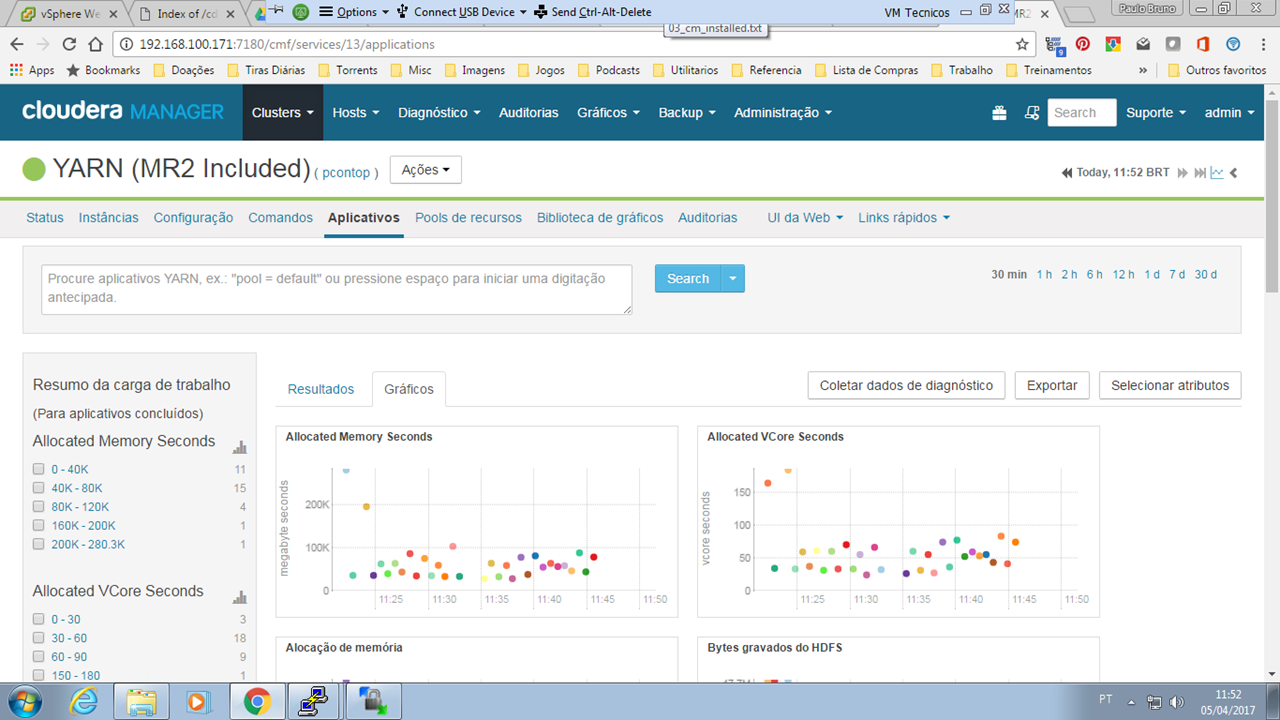 vSphere We
Index of /cd
Options
Connect USB Device
Send Ctrl-Alt-Delete
VM Tecnicos
MR2
Paulo Bruno
03_cm_installed.txt
192.168.100.171:7180/cmf/services/13/applications
9
Apps
Bookmarks
Doações
Tiras Diárias
Torrents
Misc
Imagens
Jogos
Podcasts
Utilitarios
Referencia
Lista de Compras
Trabalho
Treinamentos
»
Outros favoritos
cloudera MANAGER
Clusters
Hosts
Diagnóstico
Auditorias
Gráficos
Backup
Administração
Search
Suporte
admin
YARN (MR2 Included) ( pcontop )
Ações
Today, 11:52 BRT
Status
Instâncias
Configuração
Comandos
Aplicativos
Pools de recursos
Biblioteca de gráficos
Auditorias
UI da Web
Links rápidos
Procure aplicativos YARN, ex.: "pool = default" ou pressione espaço para iniciar uma digitação
antecipada.
Search
30 min 1 h 2 h 6 h 12 h 1 d 7 d 30 d
Resumo da carga de trabalho
(Para aplicativos concluídos)
Allocated Memory Seconds
0 - 40K 11
40K - 80K 15
80K - 120K 4
160K - 200K 1
200K - 280.3K 1
Allocated VCore Seconds
0 - 30 3
30 - 60 18
60 - 90 9
150 - 180 1
Resultados
Gráficos
Coletar dados de diagnóstico
Exportar
Selecionar atributos
Allocated Memory Seconds
megabyte seconds
200K
100K
0
11:25 11:30 11:35 11:40 11:45 11:50
Allocated VCore Seconds
vcore seconds
150
100
50
0
11:25 11:30 11:35 11:40 11:45 11:50
Alocação de memória
Bytes gravados do HDFS
PT
11:52
05/04/2017